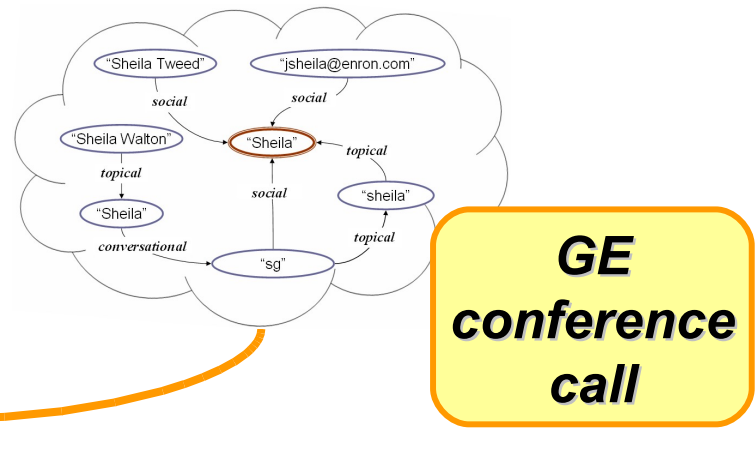 “Sheila Tweed”
“jsheila@enron.com”
social
social
“Sheila Walton”
“Sheila”
topical
topical
social
“sheila”
“Sheila”
topical
conversational
“sg”
GE
conference
call